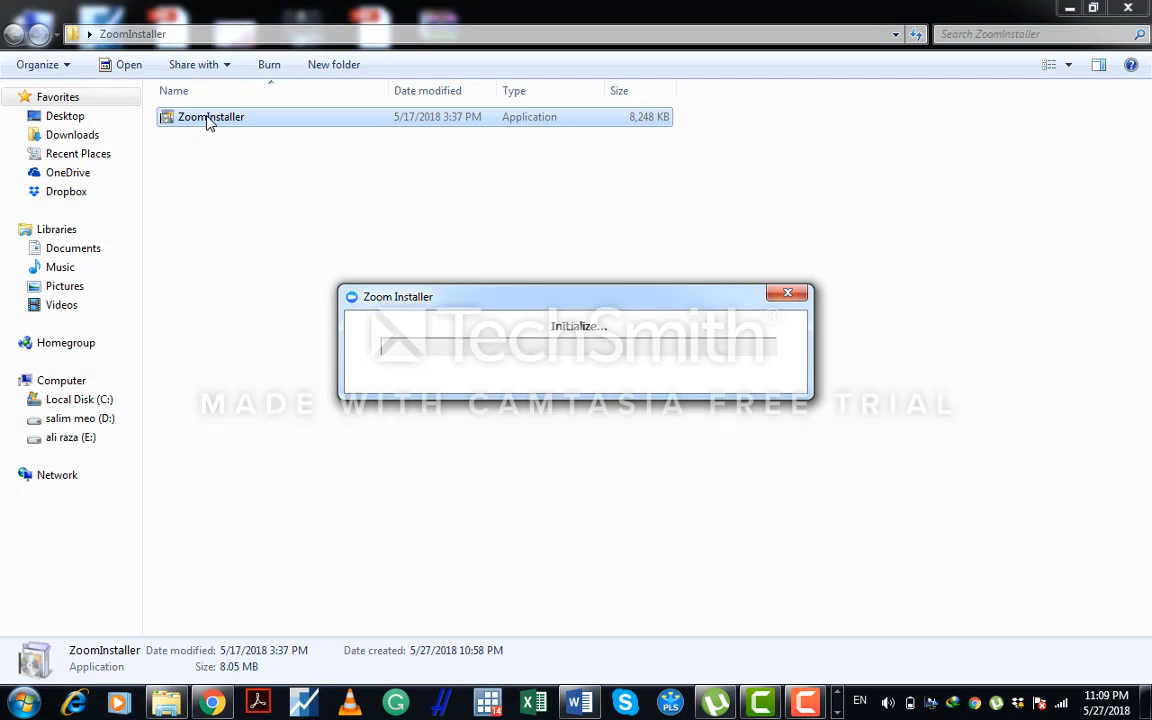 ZoomInstaller
Search ZoomInstaller
Organize
Open
Share with
Burn
New folder
Name
Date modified
Type
Size
ZoomInstaller
5/17/2018 3:37 PM
Application
8,248 KB
Favorites
Desktop
Downloads
Recent Places
OneDrive
Dropbox
Libraries
Documents
Music
Pictures
Videos
Homegroup
Computer
Local Disk (C:)
salim meo (D:)
ali raza (E:)
Network
Zoom Installer
Initialize...
TechSmith®
MADE WITH CAMTASIA FREE TRIAL
ZoomInstaller Date modified: 5/17/2018 3:37 PM Date created: 5/27/2018 10:58 PM
Application Size: 8.05 MB
14
PLS
EN
11:09 PM
5/27/2018